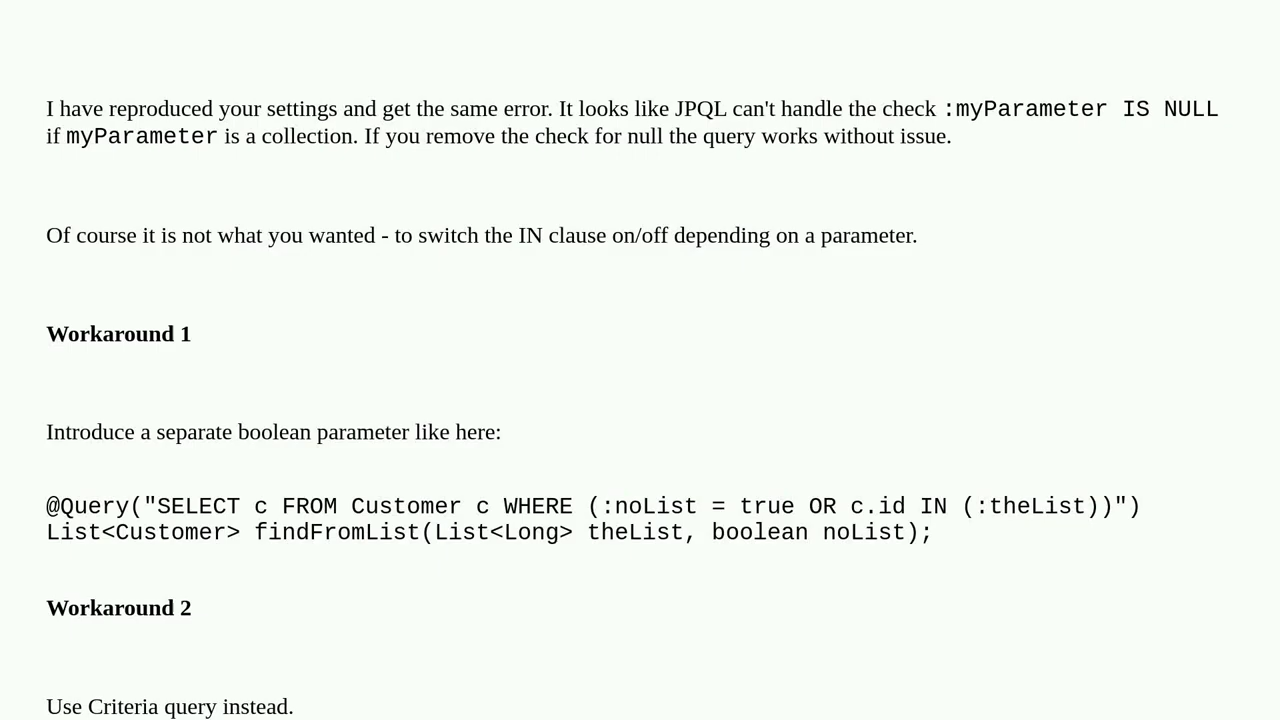 I have reproduced your settings and get the same error. It looks like JPQL can't handle the check :myParameter IS NULL
if myParameter is a collection. If you remove the check for null the query works without issue.
Of course it is not what you wanted - to switch the IN clause on/off depending on a parameter.
Workaround 1
Introduce a separate boolean parameter like here:
@Query("SELECT c FROM Customer c WHERE (:noList = true OR c.id IN (:theList))")
List<Customer> findFromList(List<Long> theList, boolean noList);
Workaround 2
Use Criteria query instead.